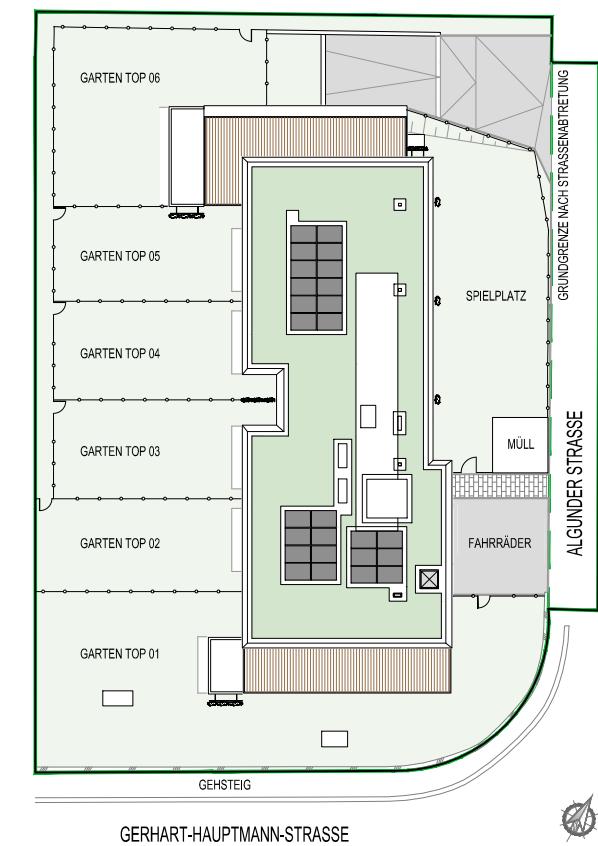 GARTEN TOP 06
GRUNDGRENZE NACH STRASSENABTRETUNG
GARTEN TOP 05
SPIELPLATZ
GARTEN TOP 04
GARTEN TOP 03
MÜLL
ALGUNDER STRASSE
GARTEN TOP 02
FAHRRÄDER
GARTEN TOP 01
GEHSTEIG
GERHART-HAUPTMANN-STRASSE